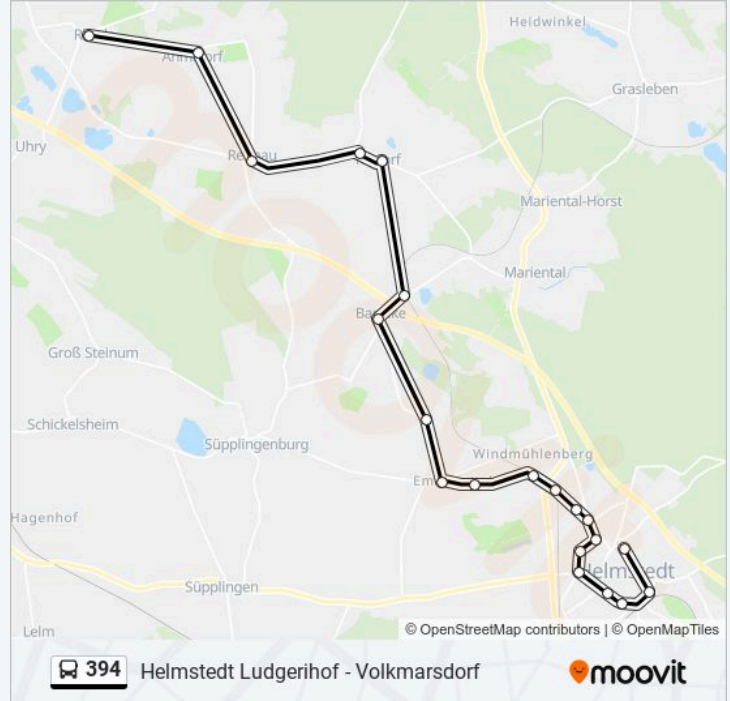 Heidwinkel
Grasleben
Uhry
Mariental-Horst
Mariental
Groß Steinum
Schickelsheim
Süpplingenburg
Windmühlenberg
Hagenhof
Helmstedt
Süpplingen
Lelm
© OpenStreetMap contributors | © OpenMapTiles
394 Helmstedt Ludgerihof - Volkmarsdorf
moovit